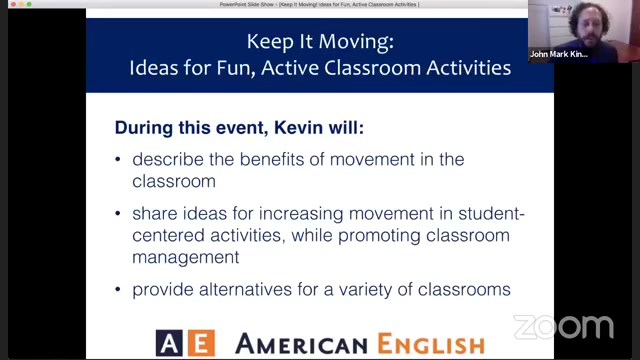 PowerPoint Slide Show - [Keep It Moving! Ideas for Fun, Active Classroom Activities ]
Keep It Moving:
Ideas for Fun, Active Classroom Activities
John Mark Kin...
During this event, Kevin will:
• describe the benefits of movement in the
classroom
• share ideas for increasing movement in student-
centered activities, while promoting classroom
management
• provide alternatives for a variety of classrooms
AE AMERICAN ENGLISH
zoom